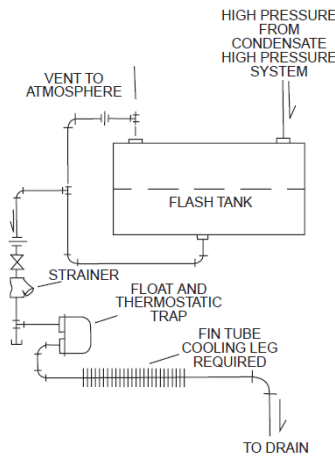 HIGH PRESSURE
FROM
CONDENSATE
HIGH PRESSURE
SYSTEM
VENT TO
ATMOSPHERE
FLASH TANK
STRAINER
FLOAT AND
THERMOSTATIC
TRAP
FIN TUBE
COOLING LEG
REQUIRED
TO DRAIN